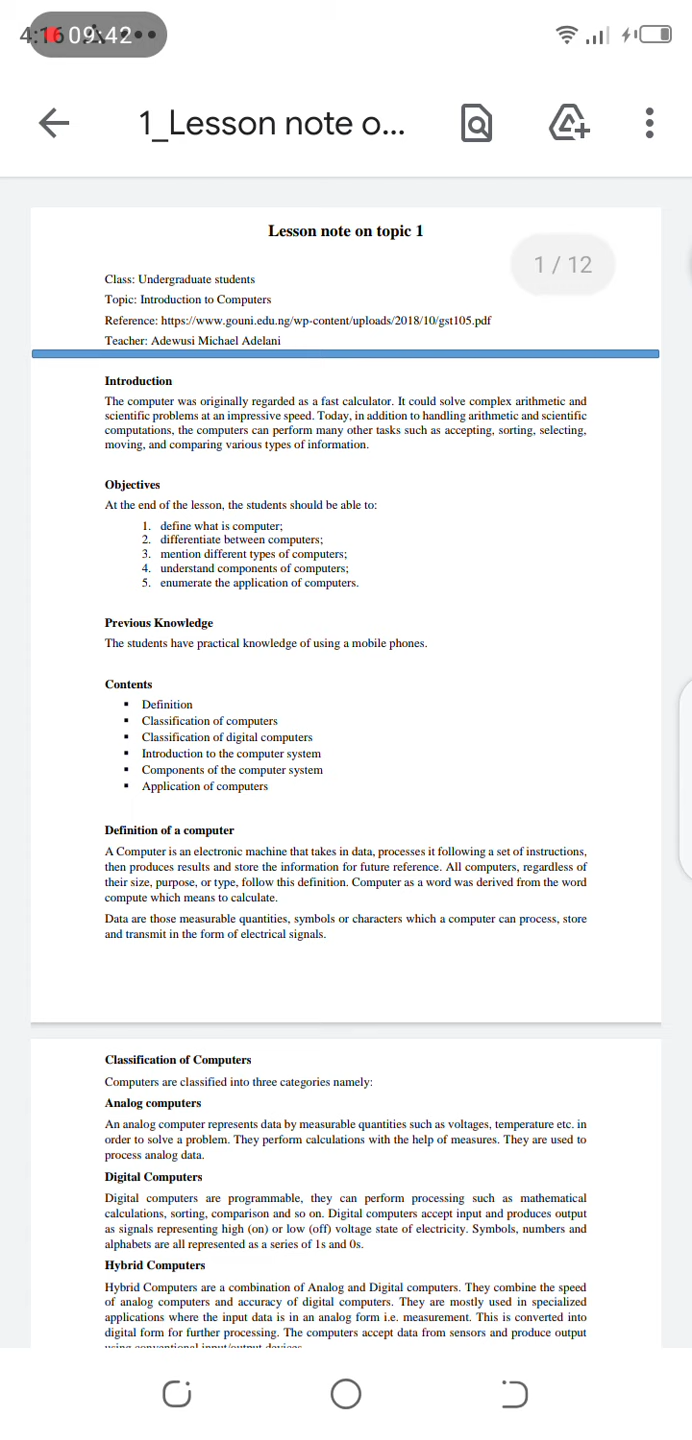 4:16 09:42
1_Lesson note o...
Lesson note on topic 1
1 / 12
Class: Undergraduate students
Topic: Introduction to Computers
Reference: https://www.gouni.edu.ng/wp-content/uploads/2018/10/gst105.pdf
Teacher: Adewusi Michael Adelani
Introduction
The computer was originally regarded as a fast calculator. It could solve complex arithmetic and
scientific problems at an impressive speed. Today, in addition to handling arithmetic and scientific
computations, the computers can perform many other tasks such as accepting, sorting, selecting,
moving, and comparing various types of information.
Objectives
At the end of the lesson, the students should be able to:
1. define what is computer;
2. differentiate between computers;
3. mention different types of computers;
4. understand components of computers;
5. enumerate the application of computers.
Previous Knowledge
The students have practical knowledge of using a mobile phones.
Contents
▪ Definition
▪ Classification of computers
▪ Classification of digital computers
▪ Introduction to the computer system
▪ Components of the computer system
▪ Application of computers
Definition of a computer
A Computer is an electronic machine that takes in data, processes it following a set of instructions,
then produces results and store the information for future reference. All computers, regardless of
their size, purpose, or type, follow this definition. Computer as a word was derived from the word
compute which means to calculate.
Data are those measurable quantities, symbols or characters which a computer can process, store
and transmit in the form of electrical signals.
Classification of Computers
Computers are classified into three categories namely:
Analog computers
An analog computer represents data by measurable quantities such as voltages, temperature etc. in
order to solve a problem. They perform calculations with the help of measures. They are used to
process analog data.
Digital Computers
Digital computers are programmable, they can perform processing such as mathematical
calculations, sorting, comparison and so on. Digital computers accept input and produces output
as signals representing high (on) or low (off) voltage state of electricity. Symbols, numbers and
alphabets are all represented as a series of 1s and 0s.
Hybrid Computers
Hybrid Computers are a combination of Analog and Digital computers. They combine the speed
of analog computers and accuracy of digital computers. They are mostly used in specialized
applications where the input data is in an analog form i.e. measurement. This is converted into
digital form for further processing. The computers accept data from sensors and produce output